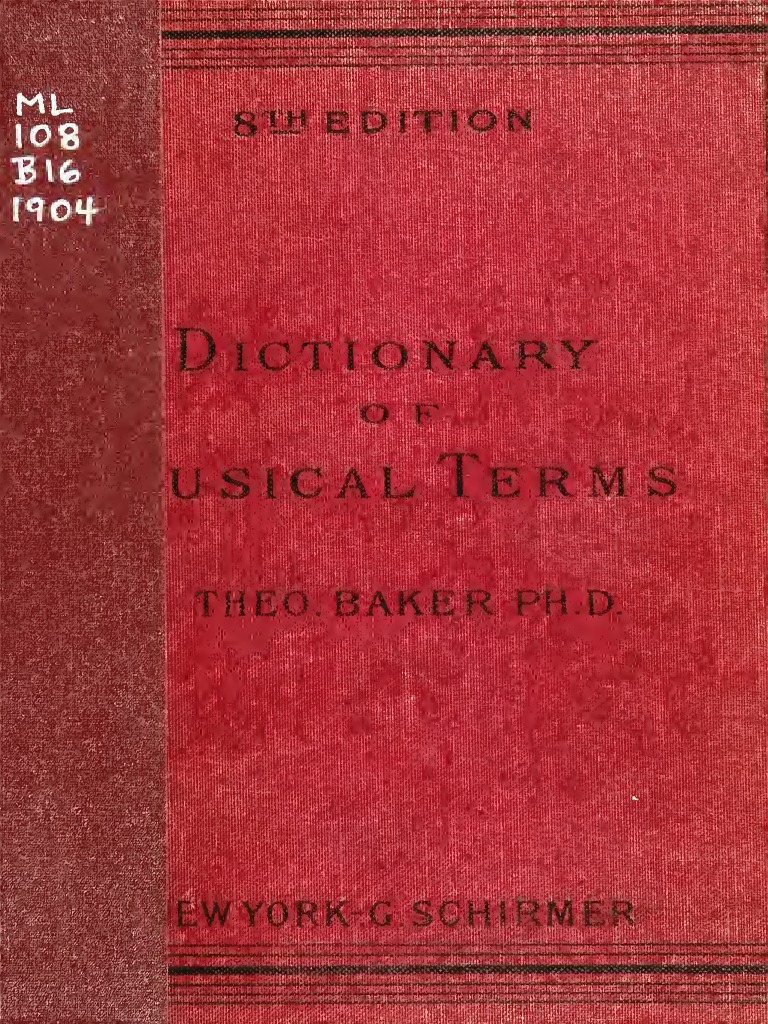 ML
108
B16
1904
8TH EDITION
DICTIONARY
OF
USICAL TERMS
THEO. BAKER PH.D.
EW YORK-G. SCHIRMER